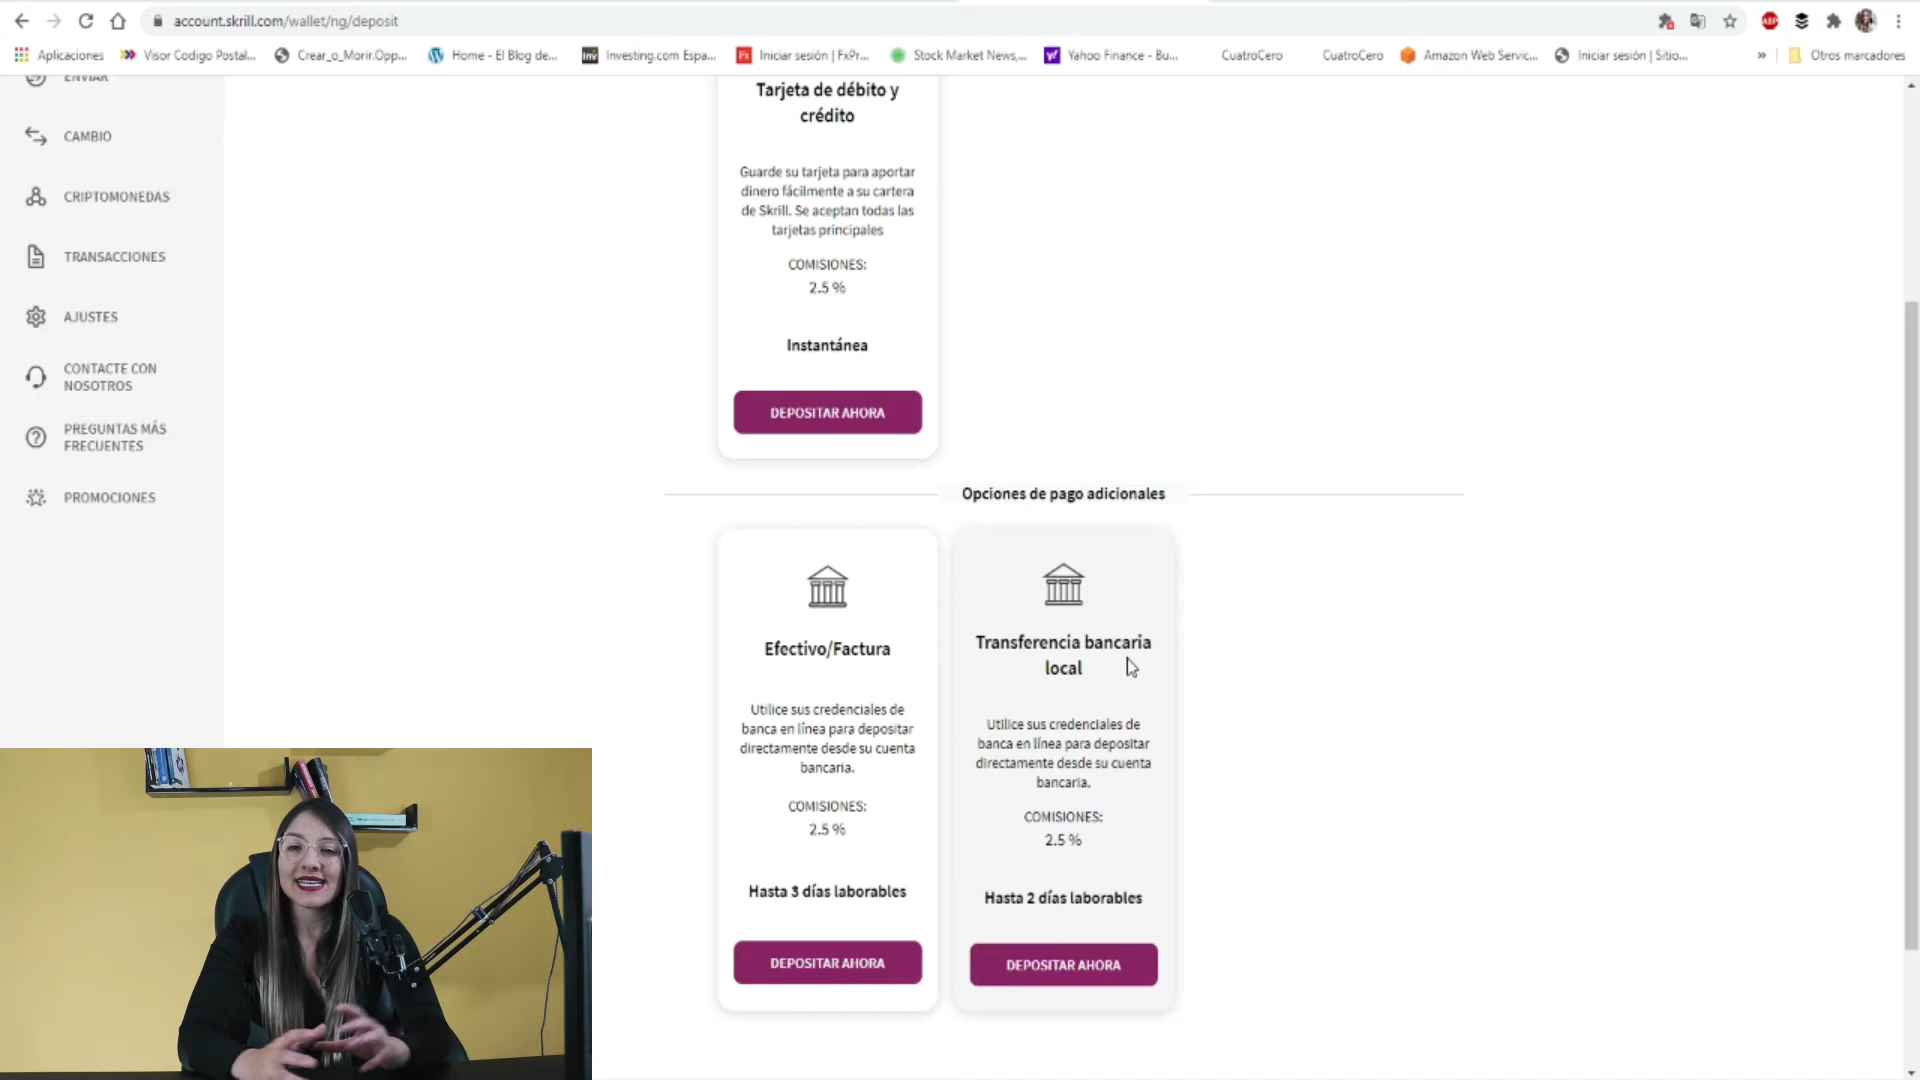 account.skrill.com/wallet/ng/deposit
Aplicaciones
Visor Codigo Postal...
Crear_o_Morir.Opp...
Home - El Blog de...
Investing.com Espa...
Iniciar sesión | FxPr...
Stock Market News,...
Yahoo Finance - Bu...
CuatroCero
CuatroCero
Amazon Web Servic...
Iniciar sesión | Sitio...
»
Otros marcadores
ENVIAR
CAMBIO
CRIPTOMONEDAS
TRANSACCIONES
AJUSTES
CONTACTE CON
NOSOTROS
PREGUNTAS MÁS
FRECUENTES
PROMOCIONES
Tarjeta de débito y
crédito
Guarde su tarjeta para aportar
dinero fácilmente a su cartera
de Skrill. Se aceptan todas las
tarjetas principales
COMISIONES:
2.5 %
Instantánea
DEPOSITAR AHORA
Opciones de pago adicionales
Efectivo/Factura
Utilice sus credenciales de
banca en línea para depositar
directamente desde su cuenta
bancaria.
COMISIONES:
2.5 %
Hasta 3 días laborables
DEPOSITAR AHORA
Transferencia bancaria
local
Utilice sus credenciales de
banca en línea para depositar
directamente desde su cuenta
bancaria.
COMISIONES:
2.5 %
Hasta 2 días laborables
DEPOSITAR AHORA